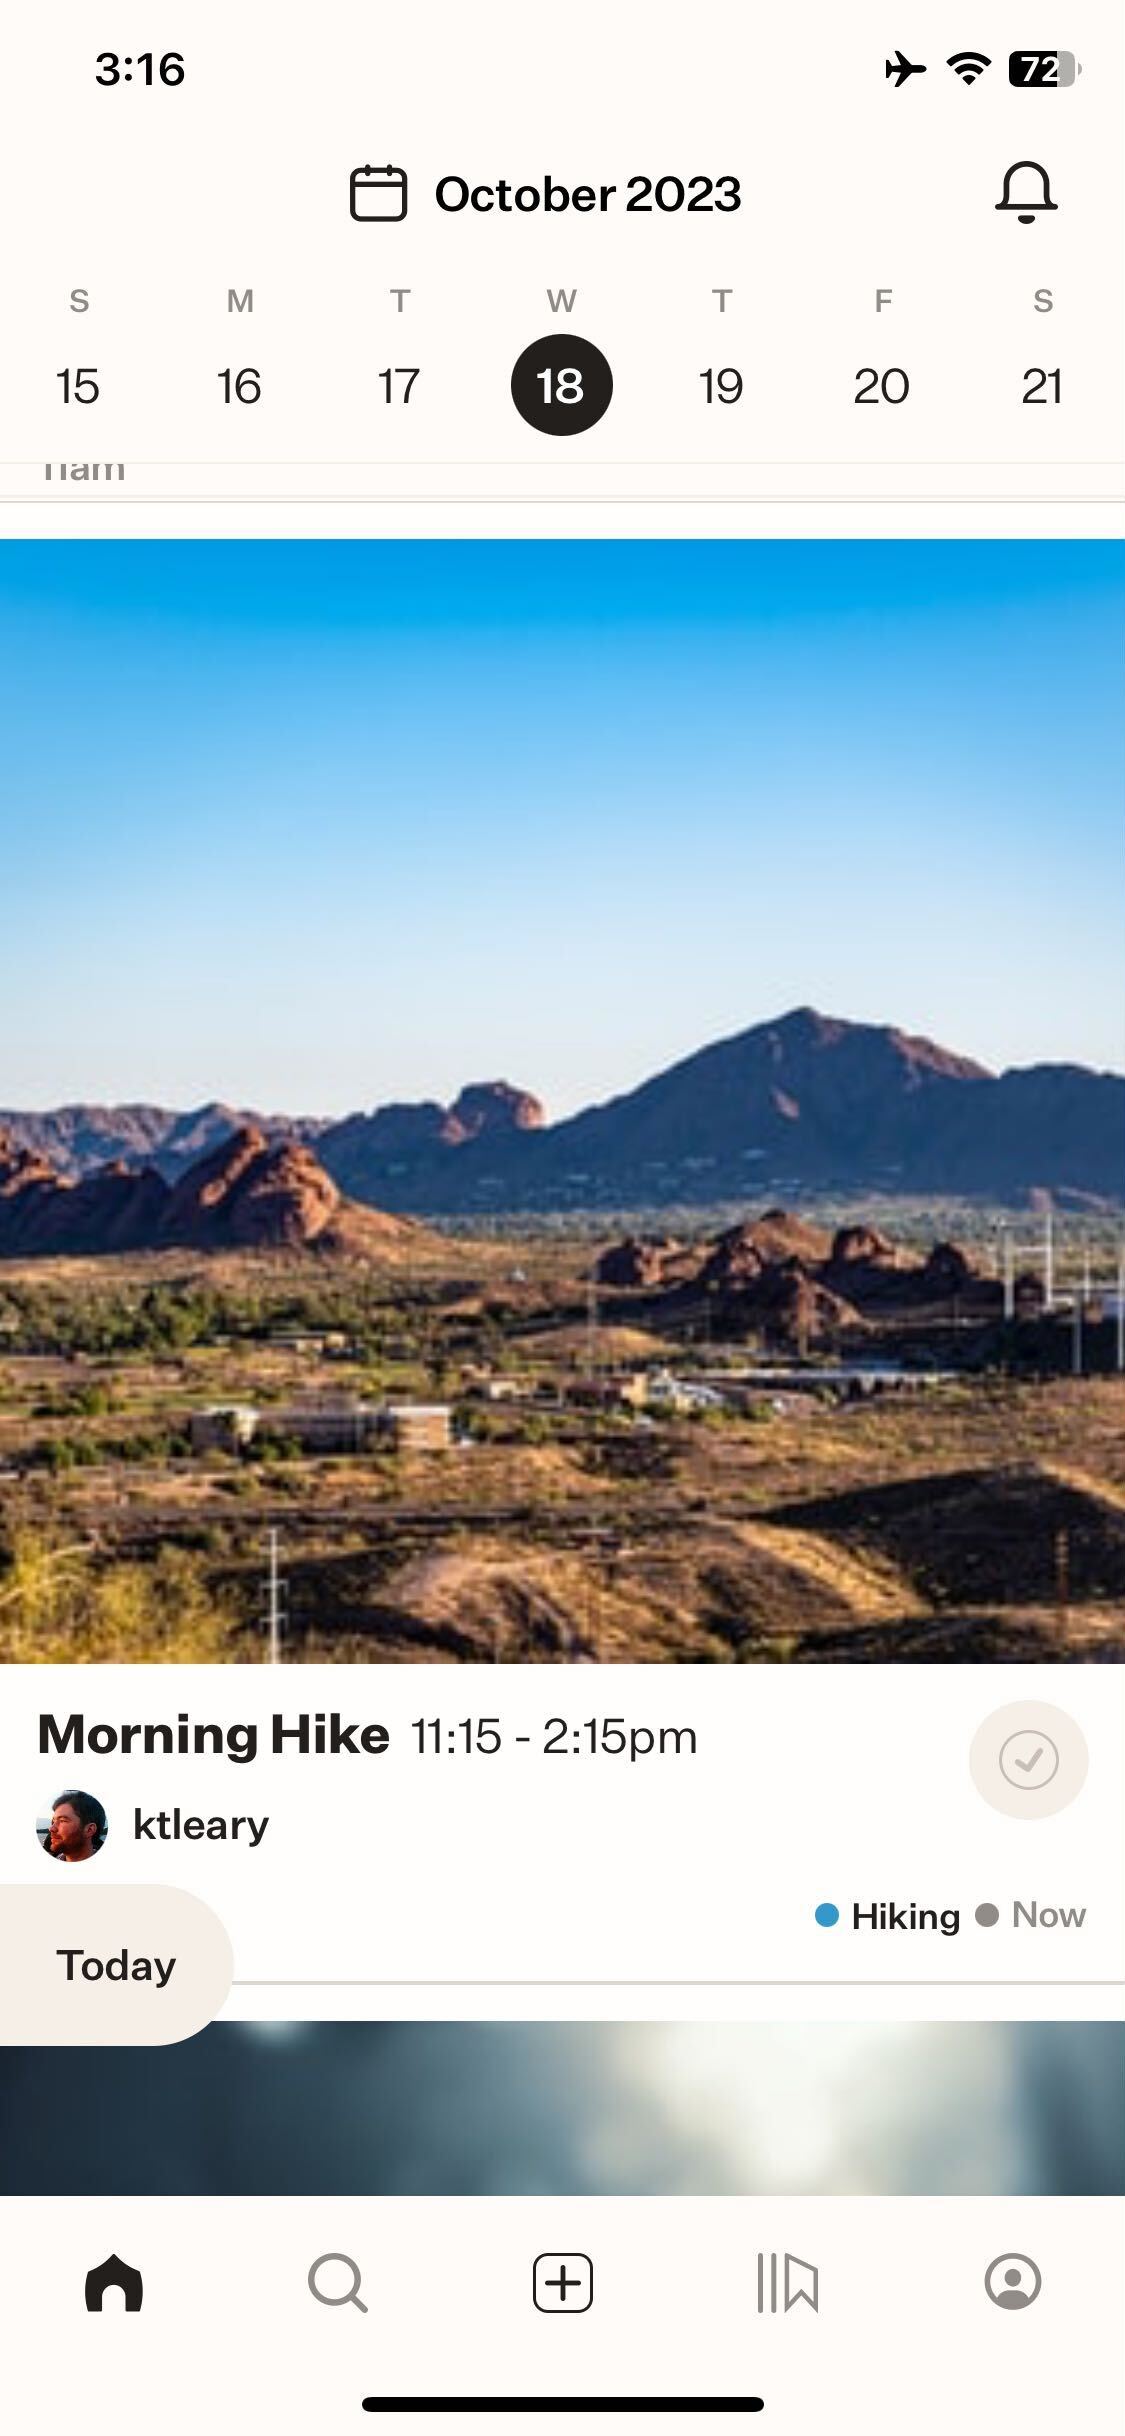 3:16
72
October 2023
S M T W T F S
15 16 17 18 19 20 21
11am
Morning Hike 11:15 - 2:15pm
ktleary
Hiking Now
Today